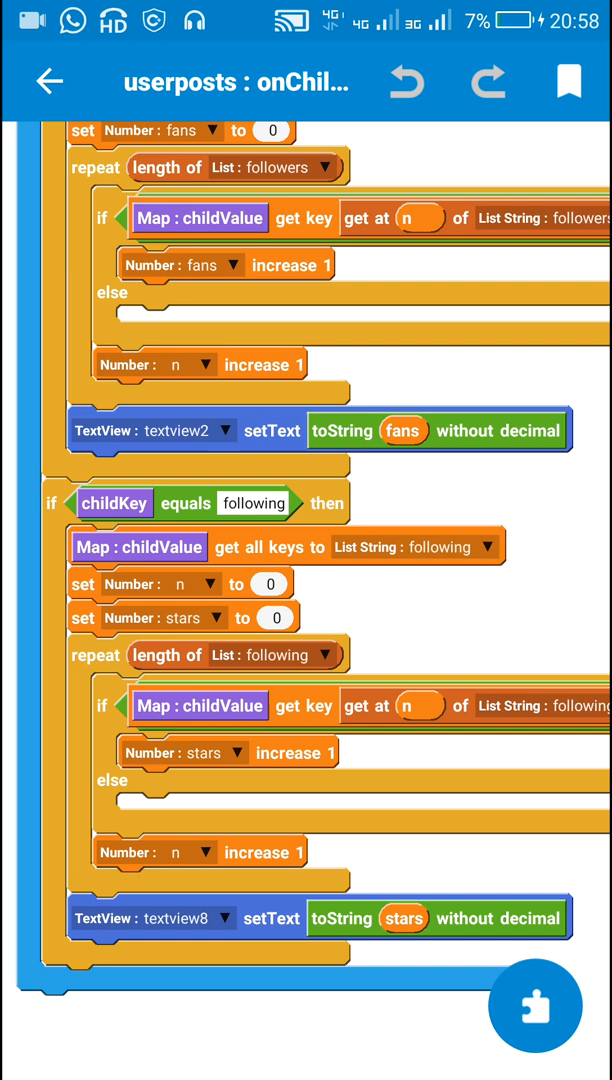 HD 4G 4G 3G 7% 20:58
userposts : onChil...
set Number : fans ▼ to 0
repeat length of List : followers ▼
if Map : childValue get key get at n of List String : followers
Number : fans ▼ increase 1
else
Number : n ▼ increase 1
TextView : textview2 ▼ setText toString fans without decimal
if childKey equals following then
Map : childValue get all keys to List String : following ▼
set Number : n ▼ to 0
set Number : stars ▼ to 0
repeat length of List : following ▼
if Map : childValue get key get at n of List String : following
Number : stars ▼ increase 1
else
Number : n ▼ increase 1
TextView : textview8 ▼ setText toString stars without decimal